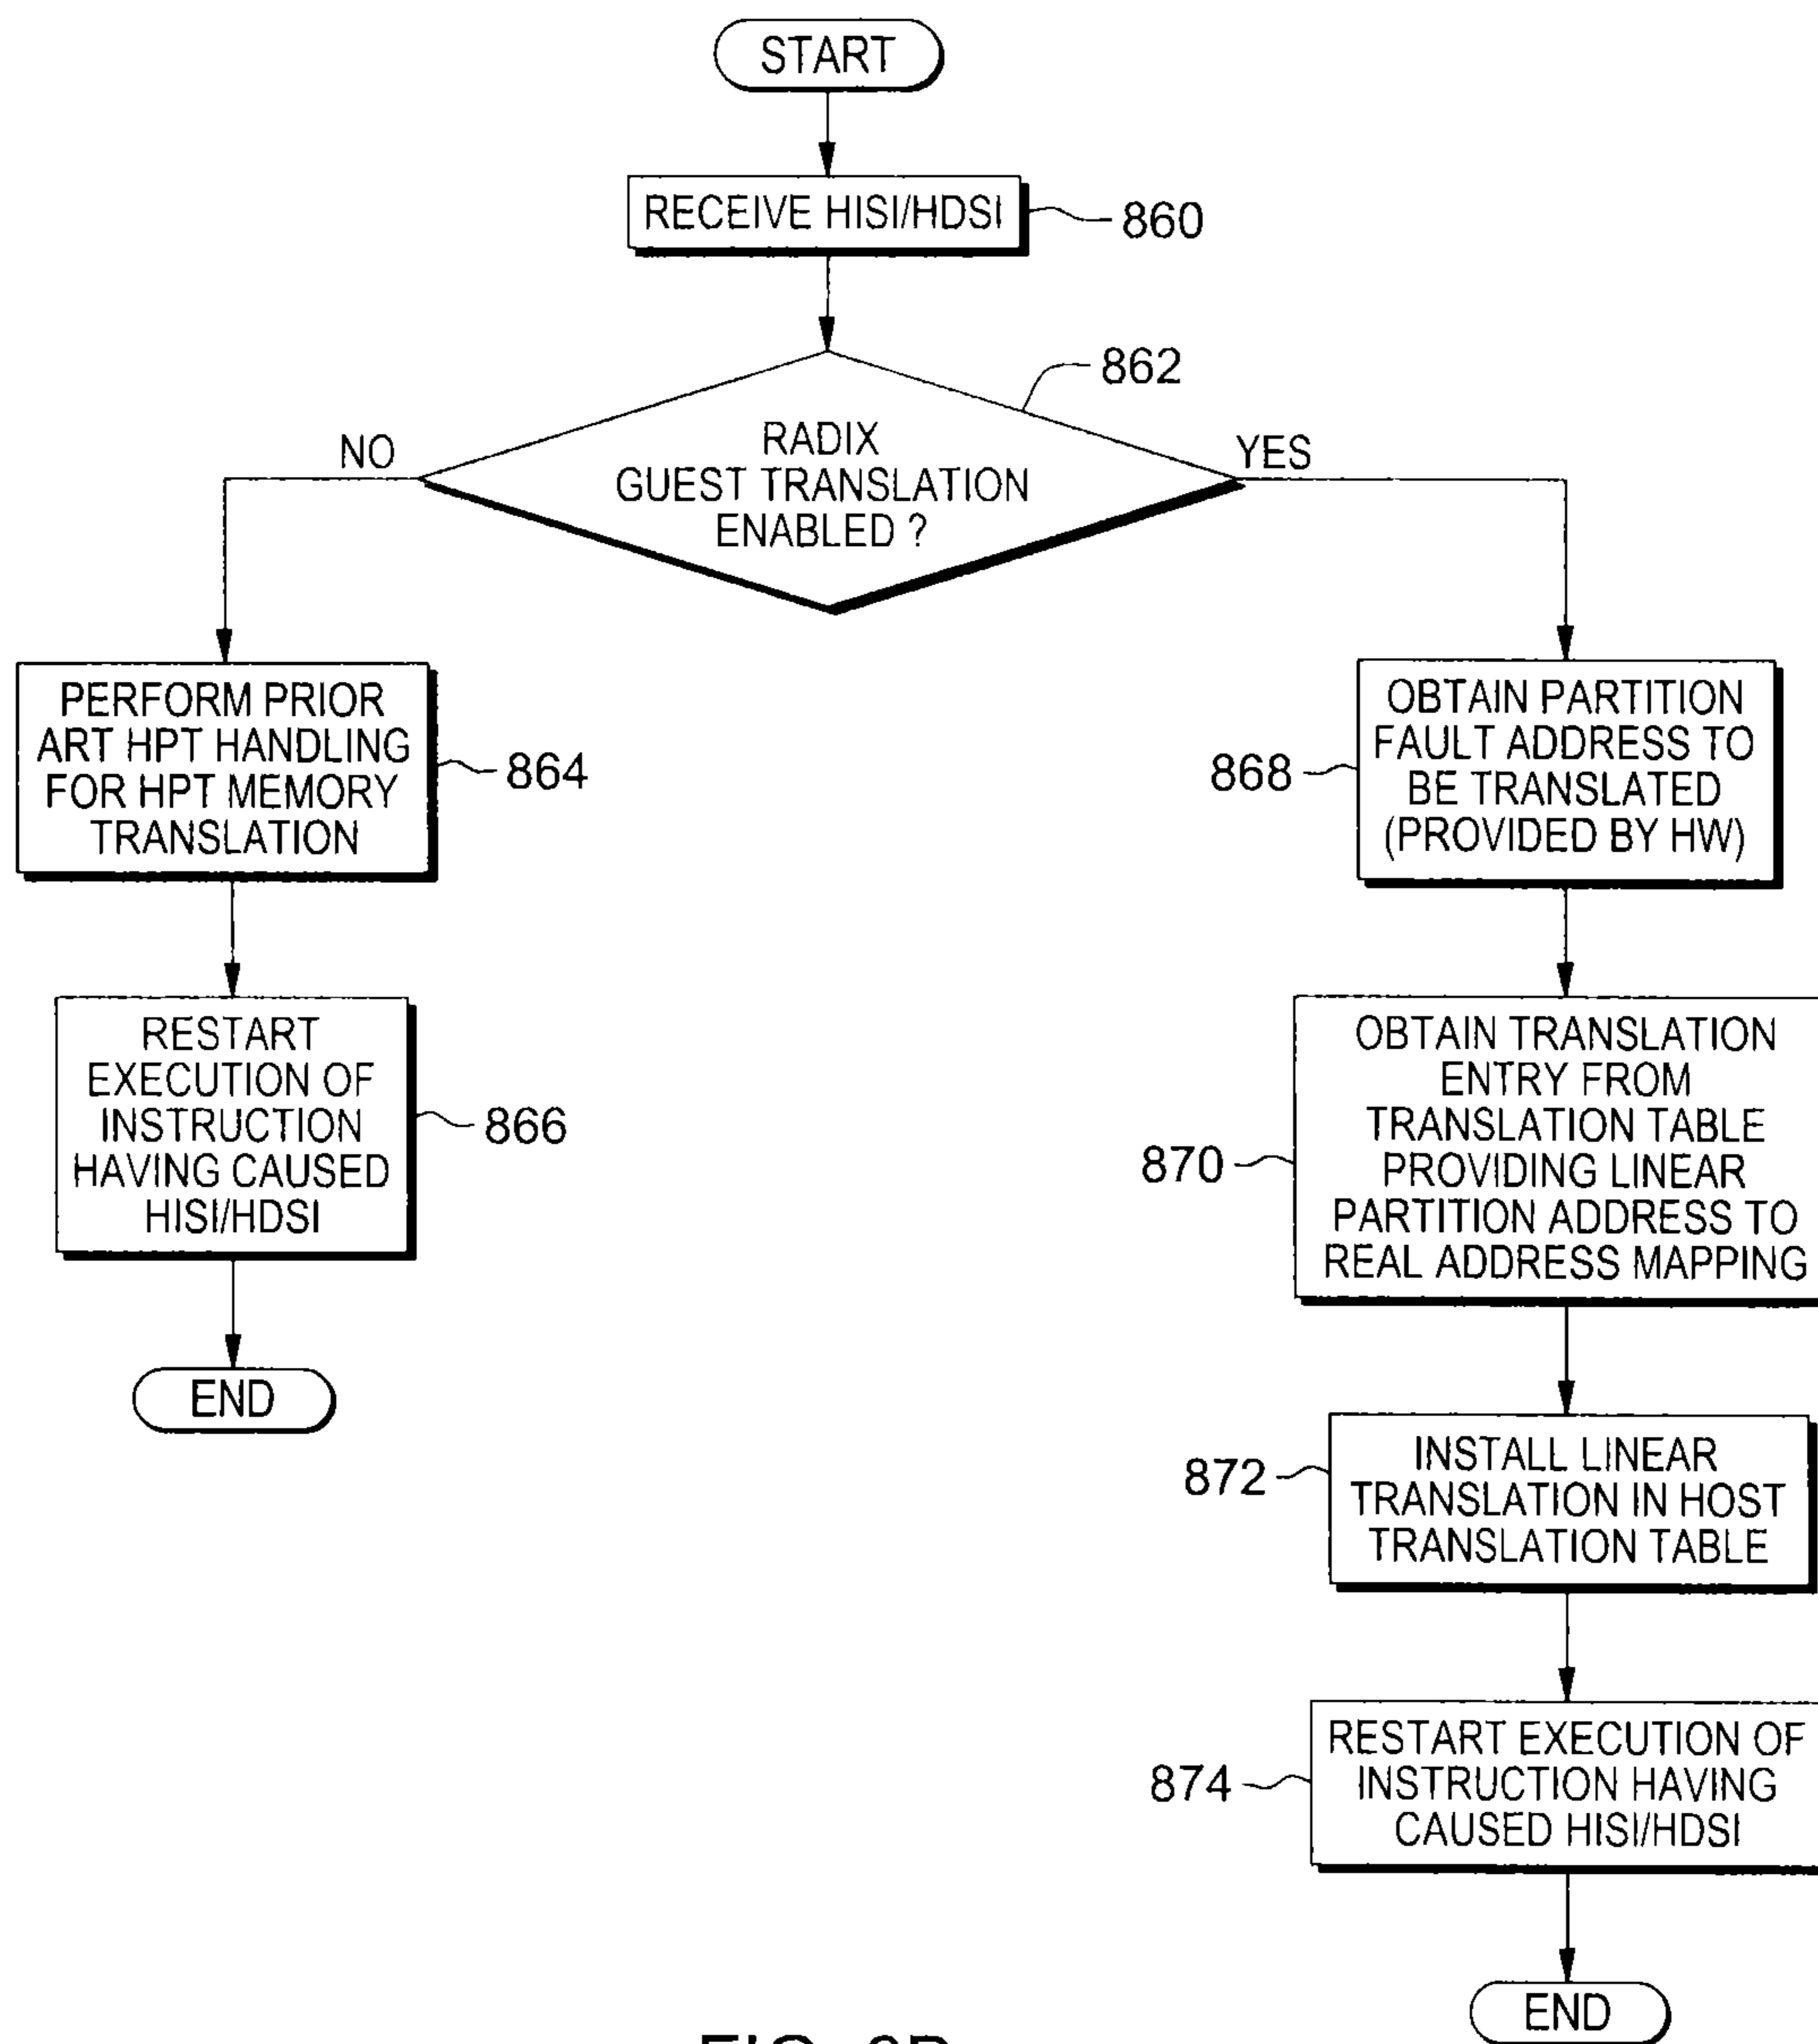 START
RECEIVE HISI/HDSI
860
862
RADIX
GUEST TRANSLATION
ENABLED ?
NO
YES
PERFORM PRIOR
ART HPT HANDLING
FOR HPT MEMORY
TRANSLATION
864
RESTART
EXECUTION OF
INSTRUCTION
HAVING CAUSED
HISI/HDSI
866
END
OBTAIN PARTITION
FAULT ADDRESS TO
BE TRANSLATED
(PROVIDED BY HW)
868
OBTAIN TRANSLATION
ENTRY FROM
TRANSLATION TABLE
PROVIDING LINEAR
PARTITION ADDRESS TO
REAL ADDRESS MAPPING
870
INSTALL LINEAR
TRANSLATION IN HOST
TRANSLATION TABLE
872
RESTART EXECUTION OF
INSTRUCTION HAVING
CAUSED HISI/HDSI
874
END